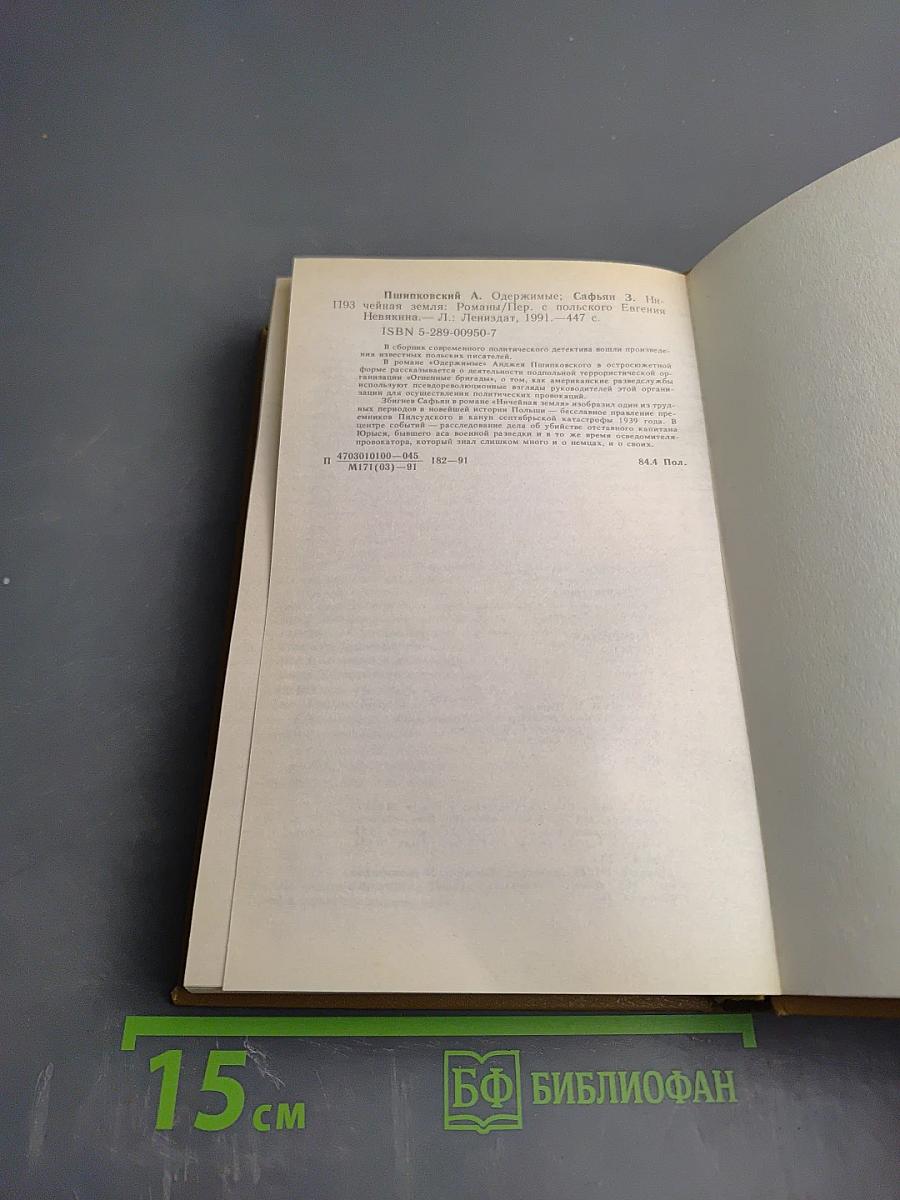 Пшипковский А. Одержимые; Сафьян З. Ни-
П93 чейная земля: Романы/Пер. с польского Евгения
Невякина.— Л.: Лениздат, 1991.—447 с.
ISBN 5-289-00950-7
В сборник современного политического детектива вошли произведе-
ния известных польских писателей.
В романе «Одержимые» Анджея Пшипковского в остросюжетной
форме рассказывается о деятельности подпольной террористической ор-
ганизации «Огненные бригады», о том, как американские разведслужбы
используют псевдореволюционные взгляды руководителей этой органи-
зации для осуществления политических провокаций.
Збигнев Сафьян в романе «Ничейная земля» изобразил один из труд-
ных периодов в новейшей истории Польши — бесславное правление пре-
емников Пилсудского в канун сентябрьской катастрофы 1939 года. В
центре событий — расследование дела об убийстве отставного капитана
Юрыся, бывшего аса военной разведки и в то же время осведомителя-
провокатора, который знал слишком много и о немцах, и о своих.
П 4703010100—045 182—91 84.4 Пол.
М171(03)—91
15 см
БФ БИБЛИОФАН